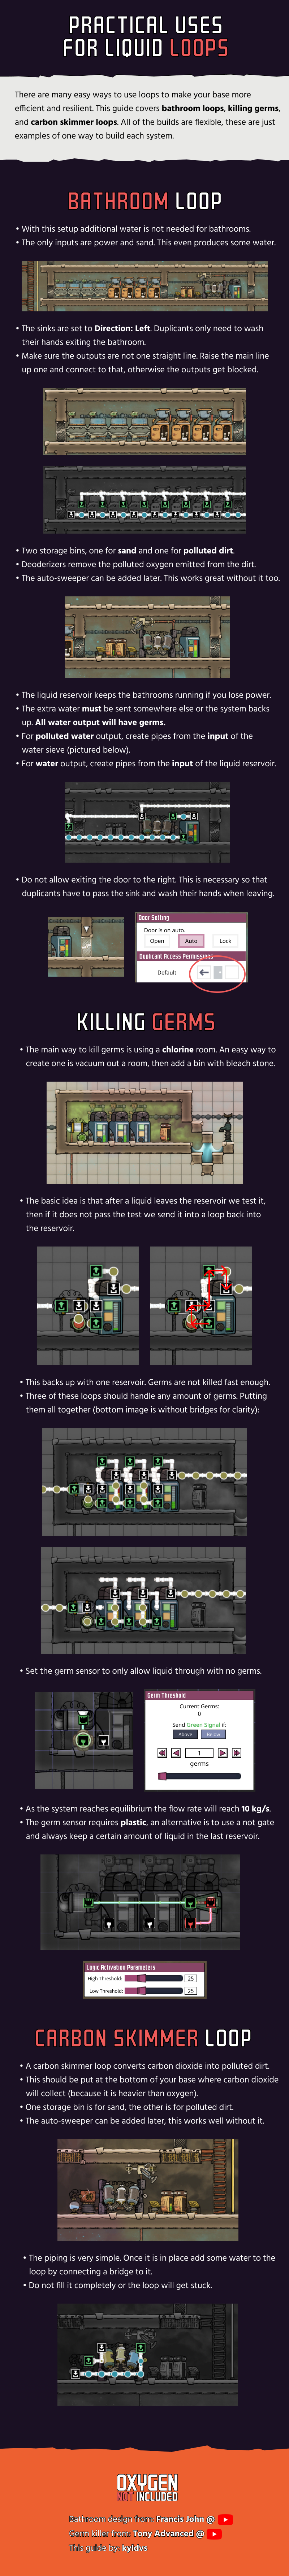 PRACTICAL USES
FOR LIQUID LOOPS
There are many easy ways to use loops to make your base more
efficient and resilient. This guide covers bathroom loops, killing germs,
and carbon skimmer loops. All of the builds are flexible, these are just
examples of one way to build each system.
BATHROOM LOOP
• With this setup additional water is not needed for bathrooms.
• The only inputs are power and sand. This even produces some water.
• The sinks are set to Direction: Left. Duplicants only need to wash
their hands exiting the bathroom.
• Make sure the outputs are not one straight line. Raise the main line
up one and connect to that, otherwise the outputs get blocked.
• Two storage bins, one for sand and one for polluted dirt.
• Deoderizers remove the polluted oxygen emitted from the dirt.
• The auto-sweeper can be added later. This works great without it too.
• The liquid reservoir keeps the bathrooms running if you lose power.
• The extra water must be sent somewhere else or the system backs
up. All water output will have germs.
• For polluted water output, create pipes from the input of the
water sieve (pictured below).
• For water output, create pipes from the input of the liquid reservoir.
• Do not allow exiting the door to the right. This is necessary so that
duplicants have to pass the sink and wash their hands when leaving.
Door Setting
Door is on auto.
Open Auto Lock
Duplicant Access Permissions
Default
KILLING GERMS
• The main way to kill germs is using a chlorine room. An easy way to
create one is vacuum out a room, then add a bin with bleach stone.
• The basic idea is that after a liquid leaves the reservoir we test it,
then if it does not pass the test we send it into a loop back into
the reservoir.
• This backs up with one reservoir. Germs are not killed fast enough.
• Three of these loops should handle any amount of germs. Putting
them all together (bottom image is without bridges for clarity):
• Set the germ sensor to only allow liquid through with no germs.
Germ Threshold
Current Germs:
0
Send Green Signal if:
Above Below
1
germs
• As the system reaches equilibrium the flow rate will reach 10 kg/s.
• The germ sensor requires plastic, an alternative is to use a not gate
and always keep a certain amount of liquid in the last reservoir.
Logic Activation Parameters
High Threshold: 25
Low Threshold: 25
CARBON SKIMMER LOOP
• A carbon skimmer loop converts carbon dioxide into polluted dirt.
• This should be put at the bottom of your base where carbon dioxide
will collect (because it is heavier than oxygen).
• One storage bin is for sand, the other is for polluted dirt.
• The auto-sweeper can be added later, this works well without it.
• The piping is very simple. Once it is in place add some water to the
loop by connecting a bridge to it.
• Do not fill it completely or the loop will get stuck.
OXYGEN
NOT INCLUDED
Bathroom design from: Francis John @
Germ killer from: Tony Advanced @
This guide by: kyldvs